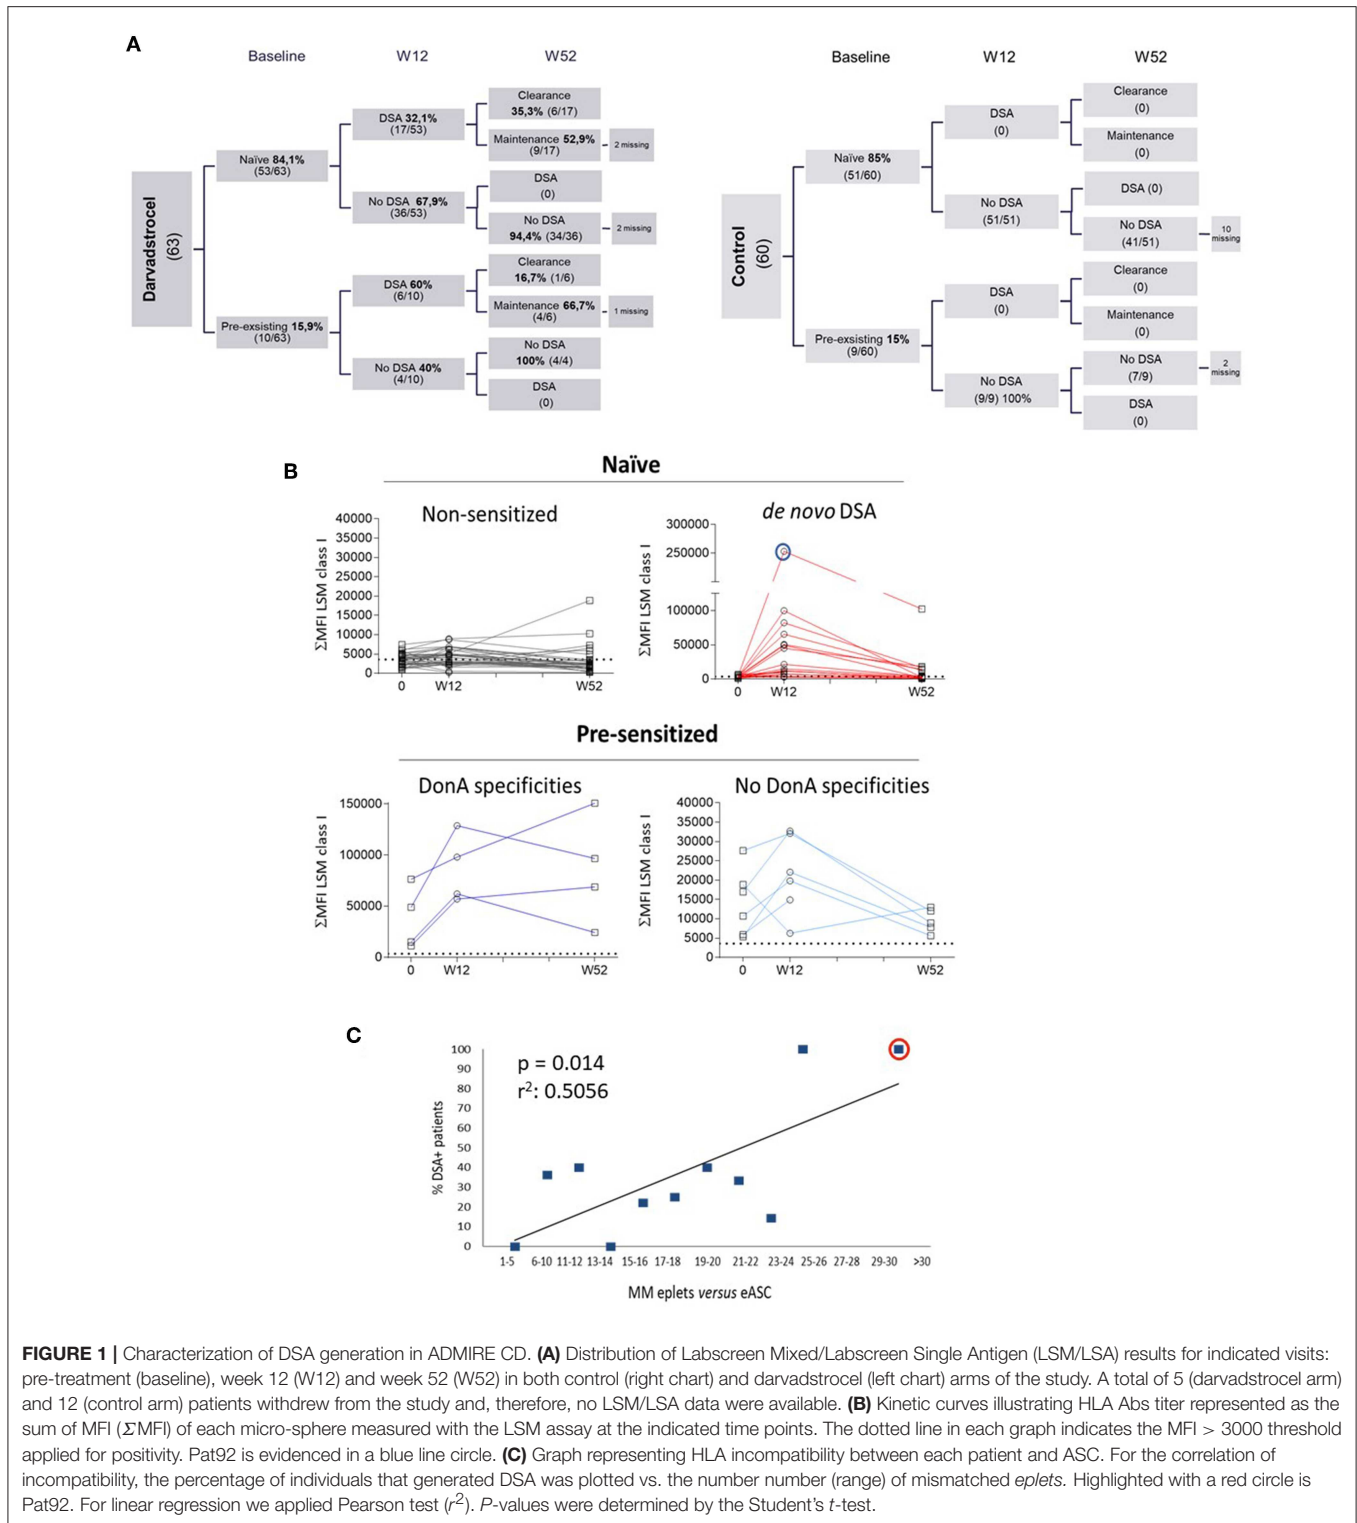 A
Baseline
W12
W52
Darvadstrocel
(63)
Naïve 84,1%
(53/63)
DSA 32,1%
(17/53)
Clearance
35,3% (6/17)
Maintenance 52,9%
(9/17)
2 missing
No DSA 67,9%
(36/53)
DSA
(0)
No DSA
94,4% (34/36)
2 missing
Pre-exsisting 15,9%
(10/63)
DSA 60%
(6/10)
Clearance
16,7% (1/6)
Maintenance 66,7%
(4/6)
1 missing
No DSA 40%
(4/10)
No DSA
100% (4/4)
DSA
(0)
Baseline
W12
W52
Control
(60)
Naïve 85%
(51/60)
DSA
(0)
Clearance
(0)
Maintenance
(0)
No DSA
(51/51)
DSA (0)
No DSA
(41/51)
10
missing
Pre-exsisting 15%
(9/60)
DSA
(0)
Clearance
(0)
Maintenance
(0)
No DSA
(9/9) 100%
No DSA
(7/9)
2
missing
DSA
(0)
B
Naïve
Non-sensitized
ΣMFI LSM class I
40000
35000
30000
25000
20000
15000
10000
5000
0
0
W12
W52
de novo DSA
ΣMFI LSM class I
300000
250000
100000
50000
0
0
W12
W52
Pre-sensitized
DonA specificities
ΣMFI LSM class I
150000
100000
50000
0
0
W12
W52
No DonA specificities
ΣMFI LSM class I
40000
35000
30000
25000
20000
15000
10000
5000
0
0
W12
W52
C
p = 0.014
r²: 0.5056
% DSA+ patients
100
90
80
70
60
50
40
30
20
10
0
1-5 6-10 11-12 13-14 15-16 17-18 19-20 21-22 23-24 25-26 27-28 29-30 >30
MM eplets versus eASC
FIGURE 1 | Characterization of DSA generation in ADMIRE CD. (A) Distribution of Labscreen Mixed/Labscreen Single Antigen (LSM/LSA) results for indicated visits:
pre-treatment (baseline), week 12 (W12) and week 52 (W52) in both control (right chart) and darvadstrocel (left chart) arms of the study. A total of 5 (darvadstrocel arm)
and 12 (control arm) patients withdrew from the study and, therefore, no LSM/LSA data were available. (B) Kinetic curves illustrating HLA Abs titer represented as the
sum of MFI (ΣMFI) of each micro-sphere measured with the LSM assay at the indicated time points. The dotted line in each graph indicates the MFI > 3000 threshold
applied for positivity. Pat92 is evidenced in a blue line circle. (C) Graph representing HLA incompatibility between each patient and ASC. For the correlation of
incompatibility, the percentage of individuals that generated DSA was plotted vs. the number number (range) of mismatched eplets. Highlighted with a red circle is
Pat92. For linear regression we applied Pearson test (r²). P-values were determined by the Student's t-test.